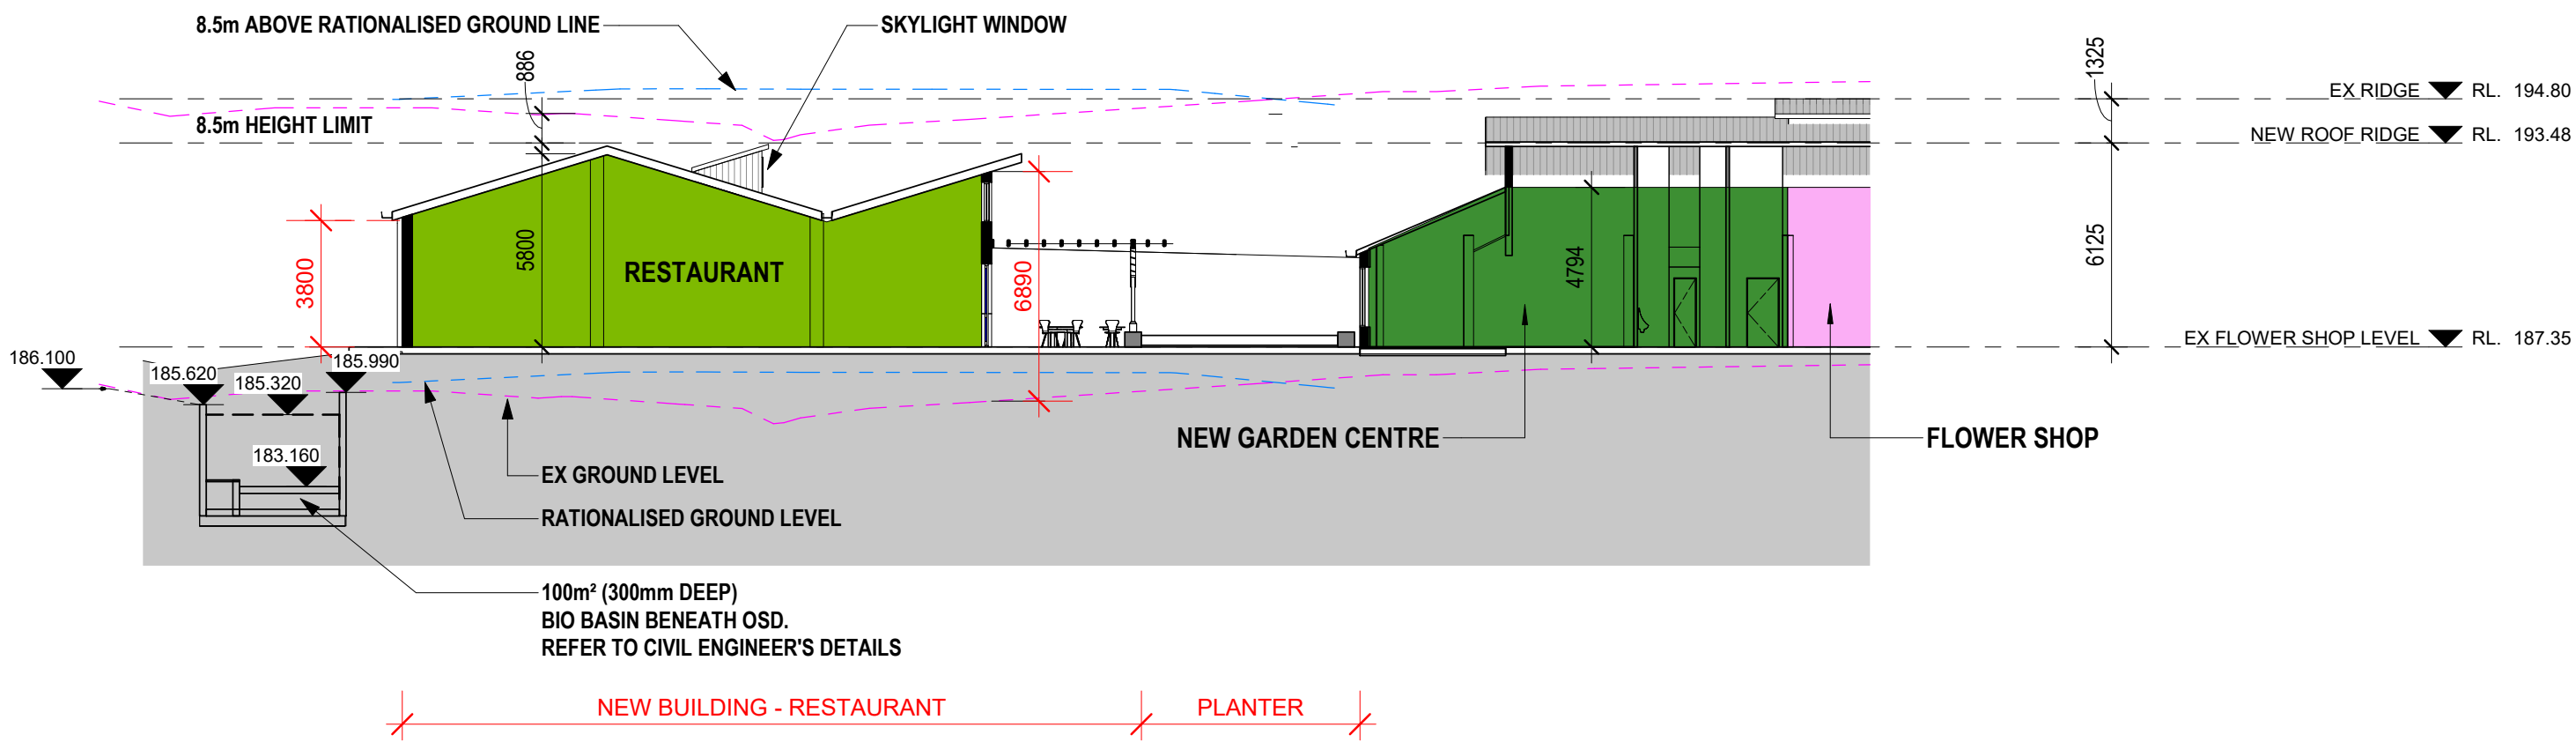 8.5m ABOVE RATIONALISED GROUND LINE
SKYLIGHT WINDOW
886
1325
EX RIDGE RL. 194.80
8.5m HEIGHT LIMIT
NEW ROOF RIDGE RL. 193.48
3800
5800
RESTAURANT
6890
4794
6125
EX FLOWER SHOP LEVEL RL. 187.35
186.100
185.620
185.320
185.990
183.160
NEW GARDEN CENTRE
FLOWER SHOP
EX GROUND LEVEL
RATIONALISED GROUND LEVEL
100m² (300mm DEEP)
BIO BASIN BENEATH OSD.
REFER TO CIVIL ENGINEER'S DETAILS
NEW BUILDING - RESTAURANT
PLANTER